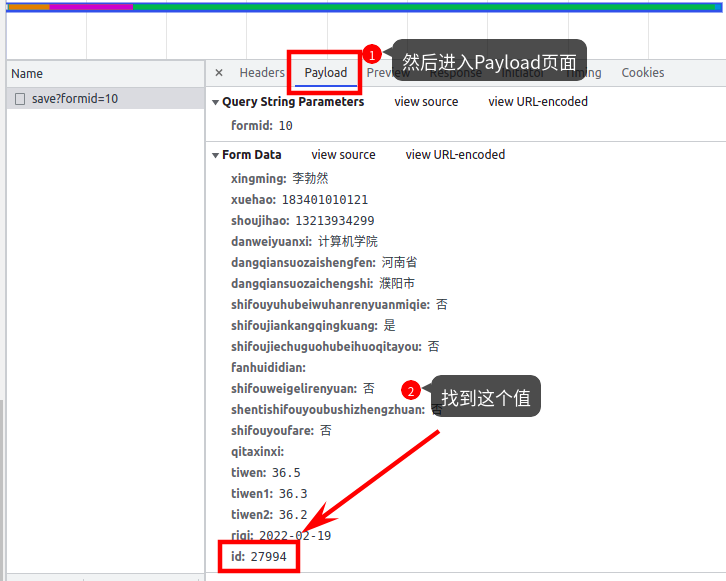 1 然后进入Payload页面
Name × Headers Payload Preview Response Initiator Timing Cookies
save?formid=10
Query String Parameters view source view URL-encoded
formid: 10
Form Data view source view URL-encoded
xingming: 李勃然
xuehao: 183401010121
shoujihao: 13213934299
danweiyuanxi: 计算机学院
dangqiansuozaishengfen: 河南省
dangqiansuozaichengshi: 濮阳市
shifouyuhubeiwuhanrenyuanmiqie: 否
shifoujiankangqingkuang: 是
shifoujiechuguohubeihuoqitayou: 否
fanhuididian:
shifouweigelirenyuan: 否
2 找到这个值
shentishifouyoubushizhengzhuan: 否
shifouyoufare: 否
qitaxinxi:
tiwen: 36.5
tiwen1: 36.3
tiwen2: 36.2
riqi: 2022-02-19
id: 27994